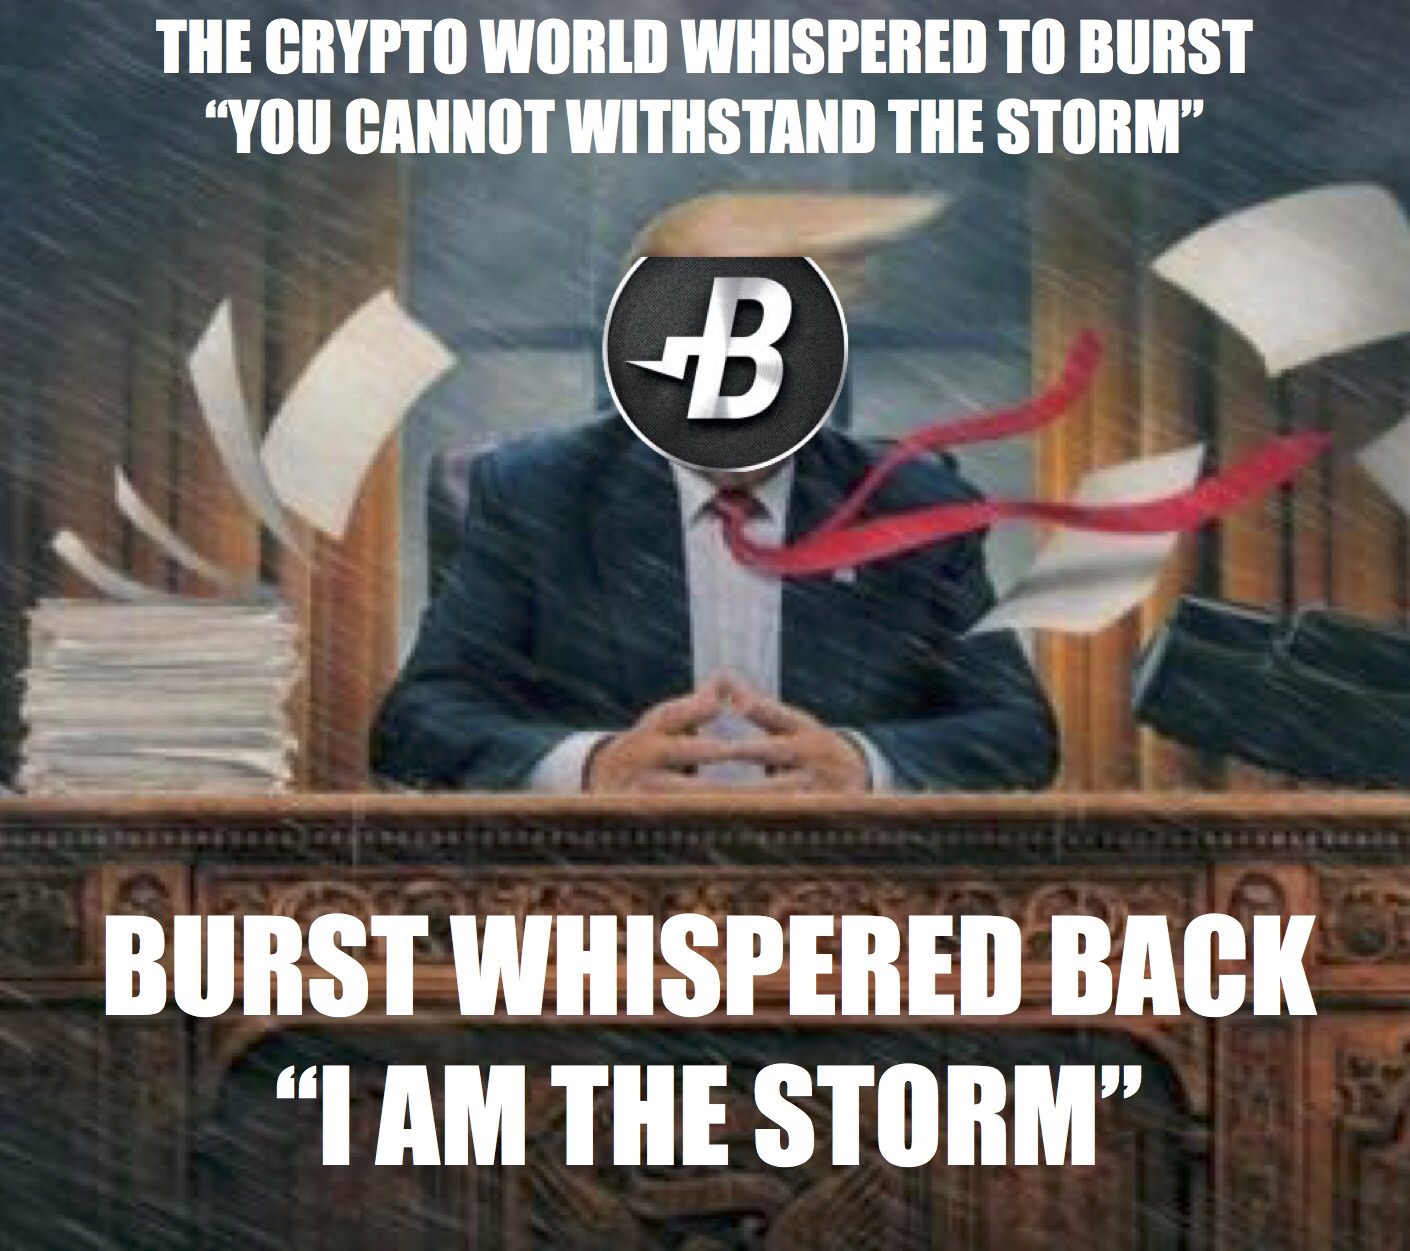 THE CRYPTO WORLD WHISPERED TO BURST
“YOU CANNOT WITHSTAND THE STORM”
B
BURST WHISPERED BACK
“I AM THE STORM”